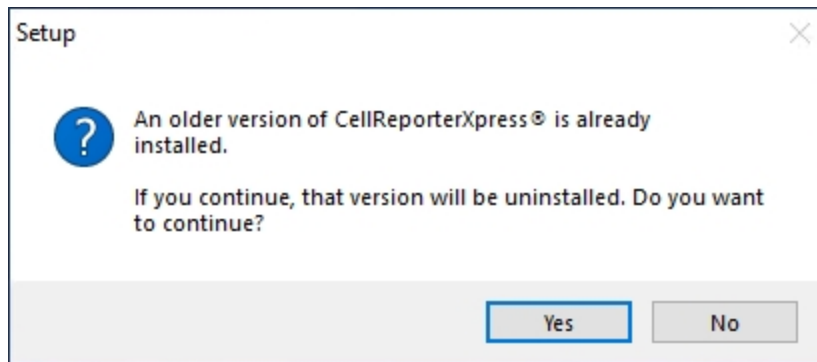 Setup
?
An older version of CellReporterXpress® is already
installed.
If you continue, that version will be uninstalled. Do you want
to continue?
Yes
No